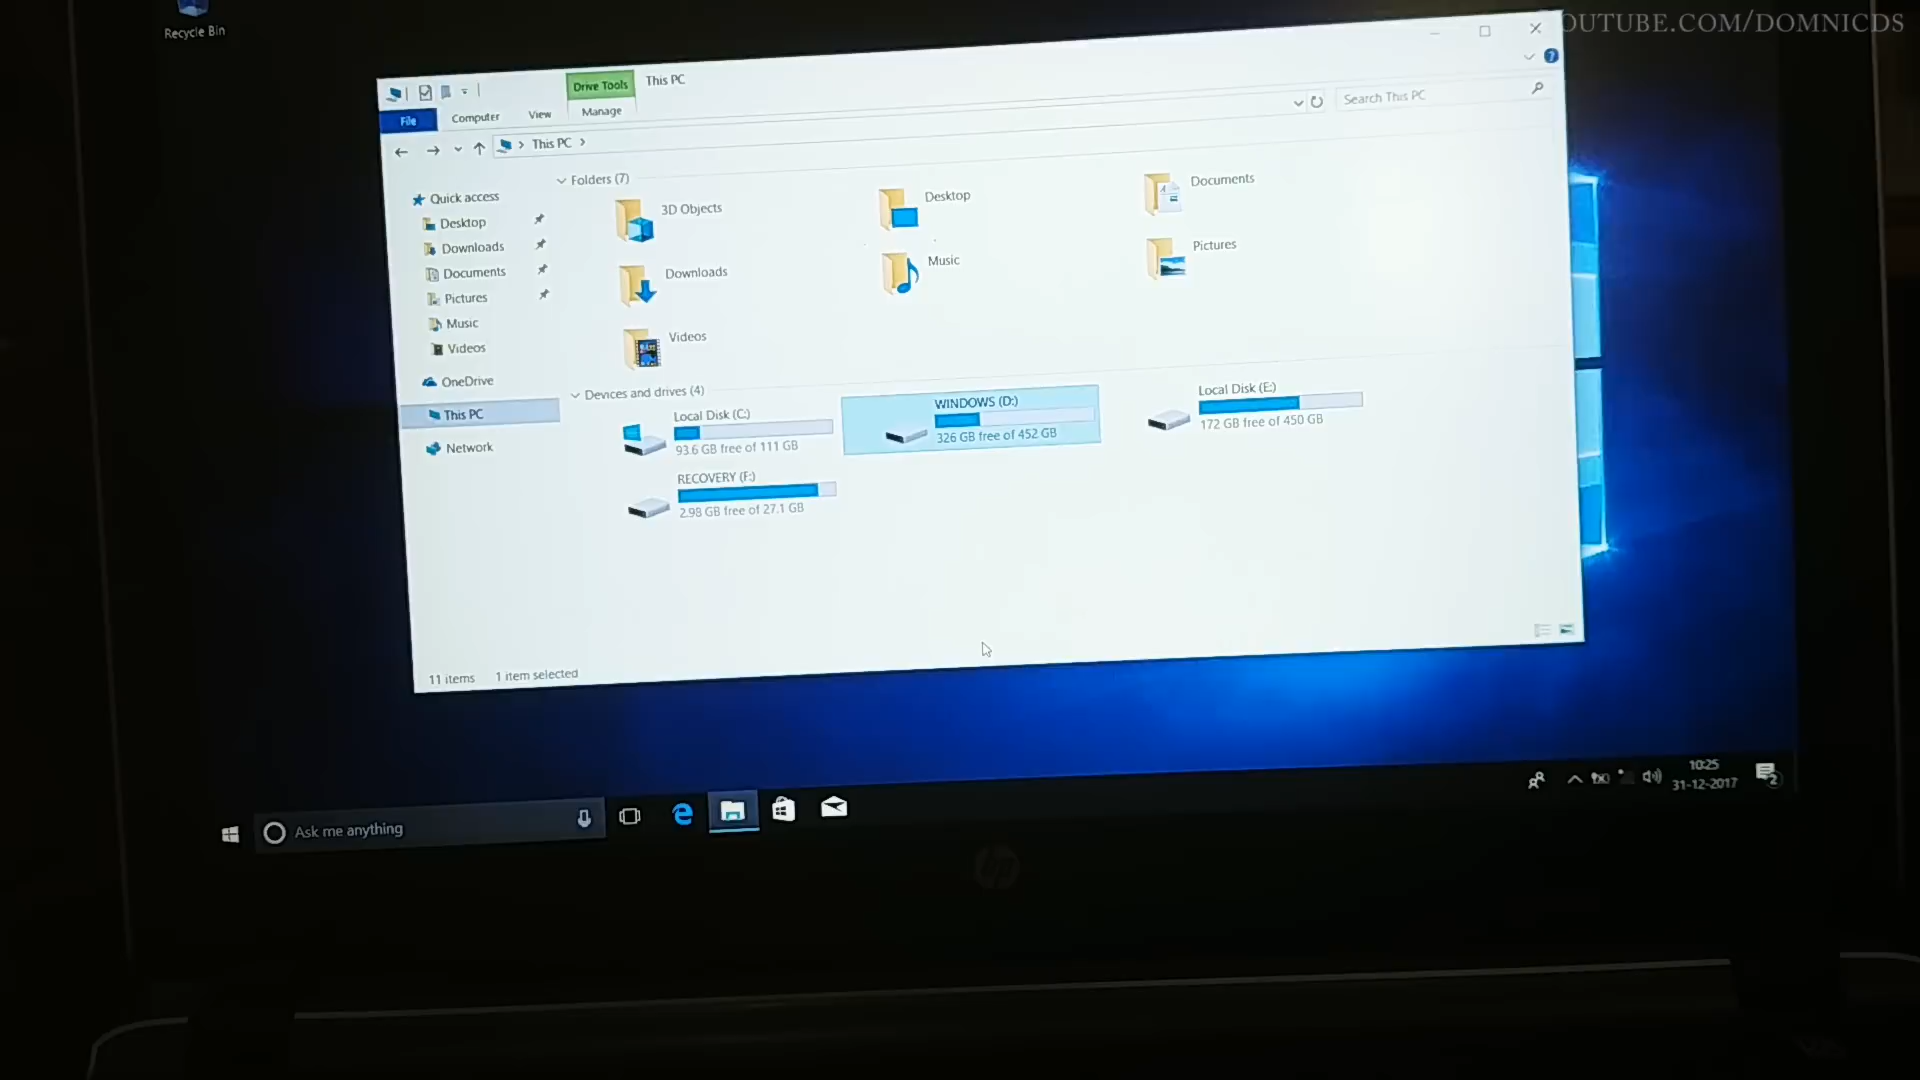 Recycle Bin
OUTUBE.COM/DOMNICDS
Drive Tools
This PC
File
Computer
View
Manage
This PC
Search This PC
Quick access
Desktop
Downloads
Documents
Pictures
Music
Videos
OneDrive
This PC
Network
Folders (7)
3D Objects
Desktop
Documents
Downloads
Music
Pictures
Videos
Devices and drives (4)
Local Disk (C:)
93.6 GB free of 111 GB
WINDOWS (D:)
326 GB free of 452 GB
Local Disk (E:)
172 GB free of 450 GB
RECOVERY (F:)
2.98 GB free of 27.1 GB
11 items
1 item selected
Ask me anything
10:25
31-12-2017
2
hp